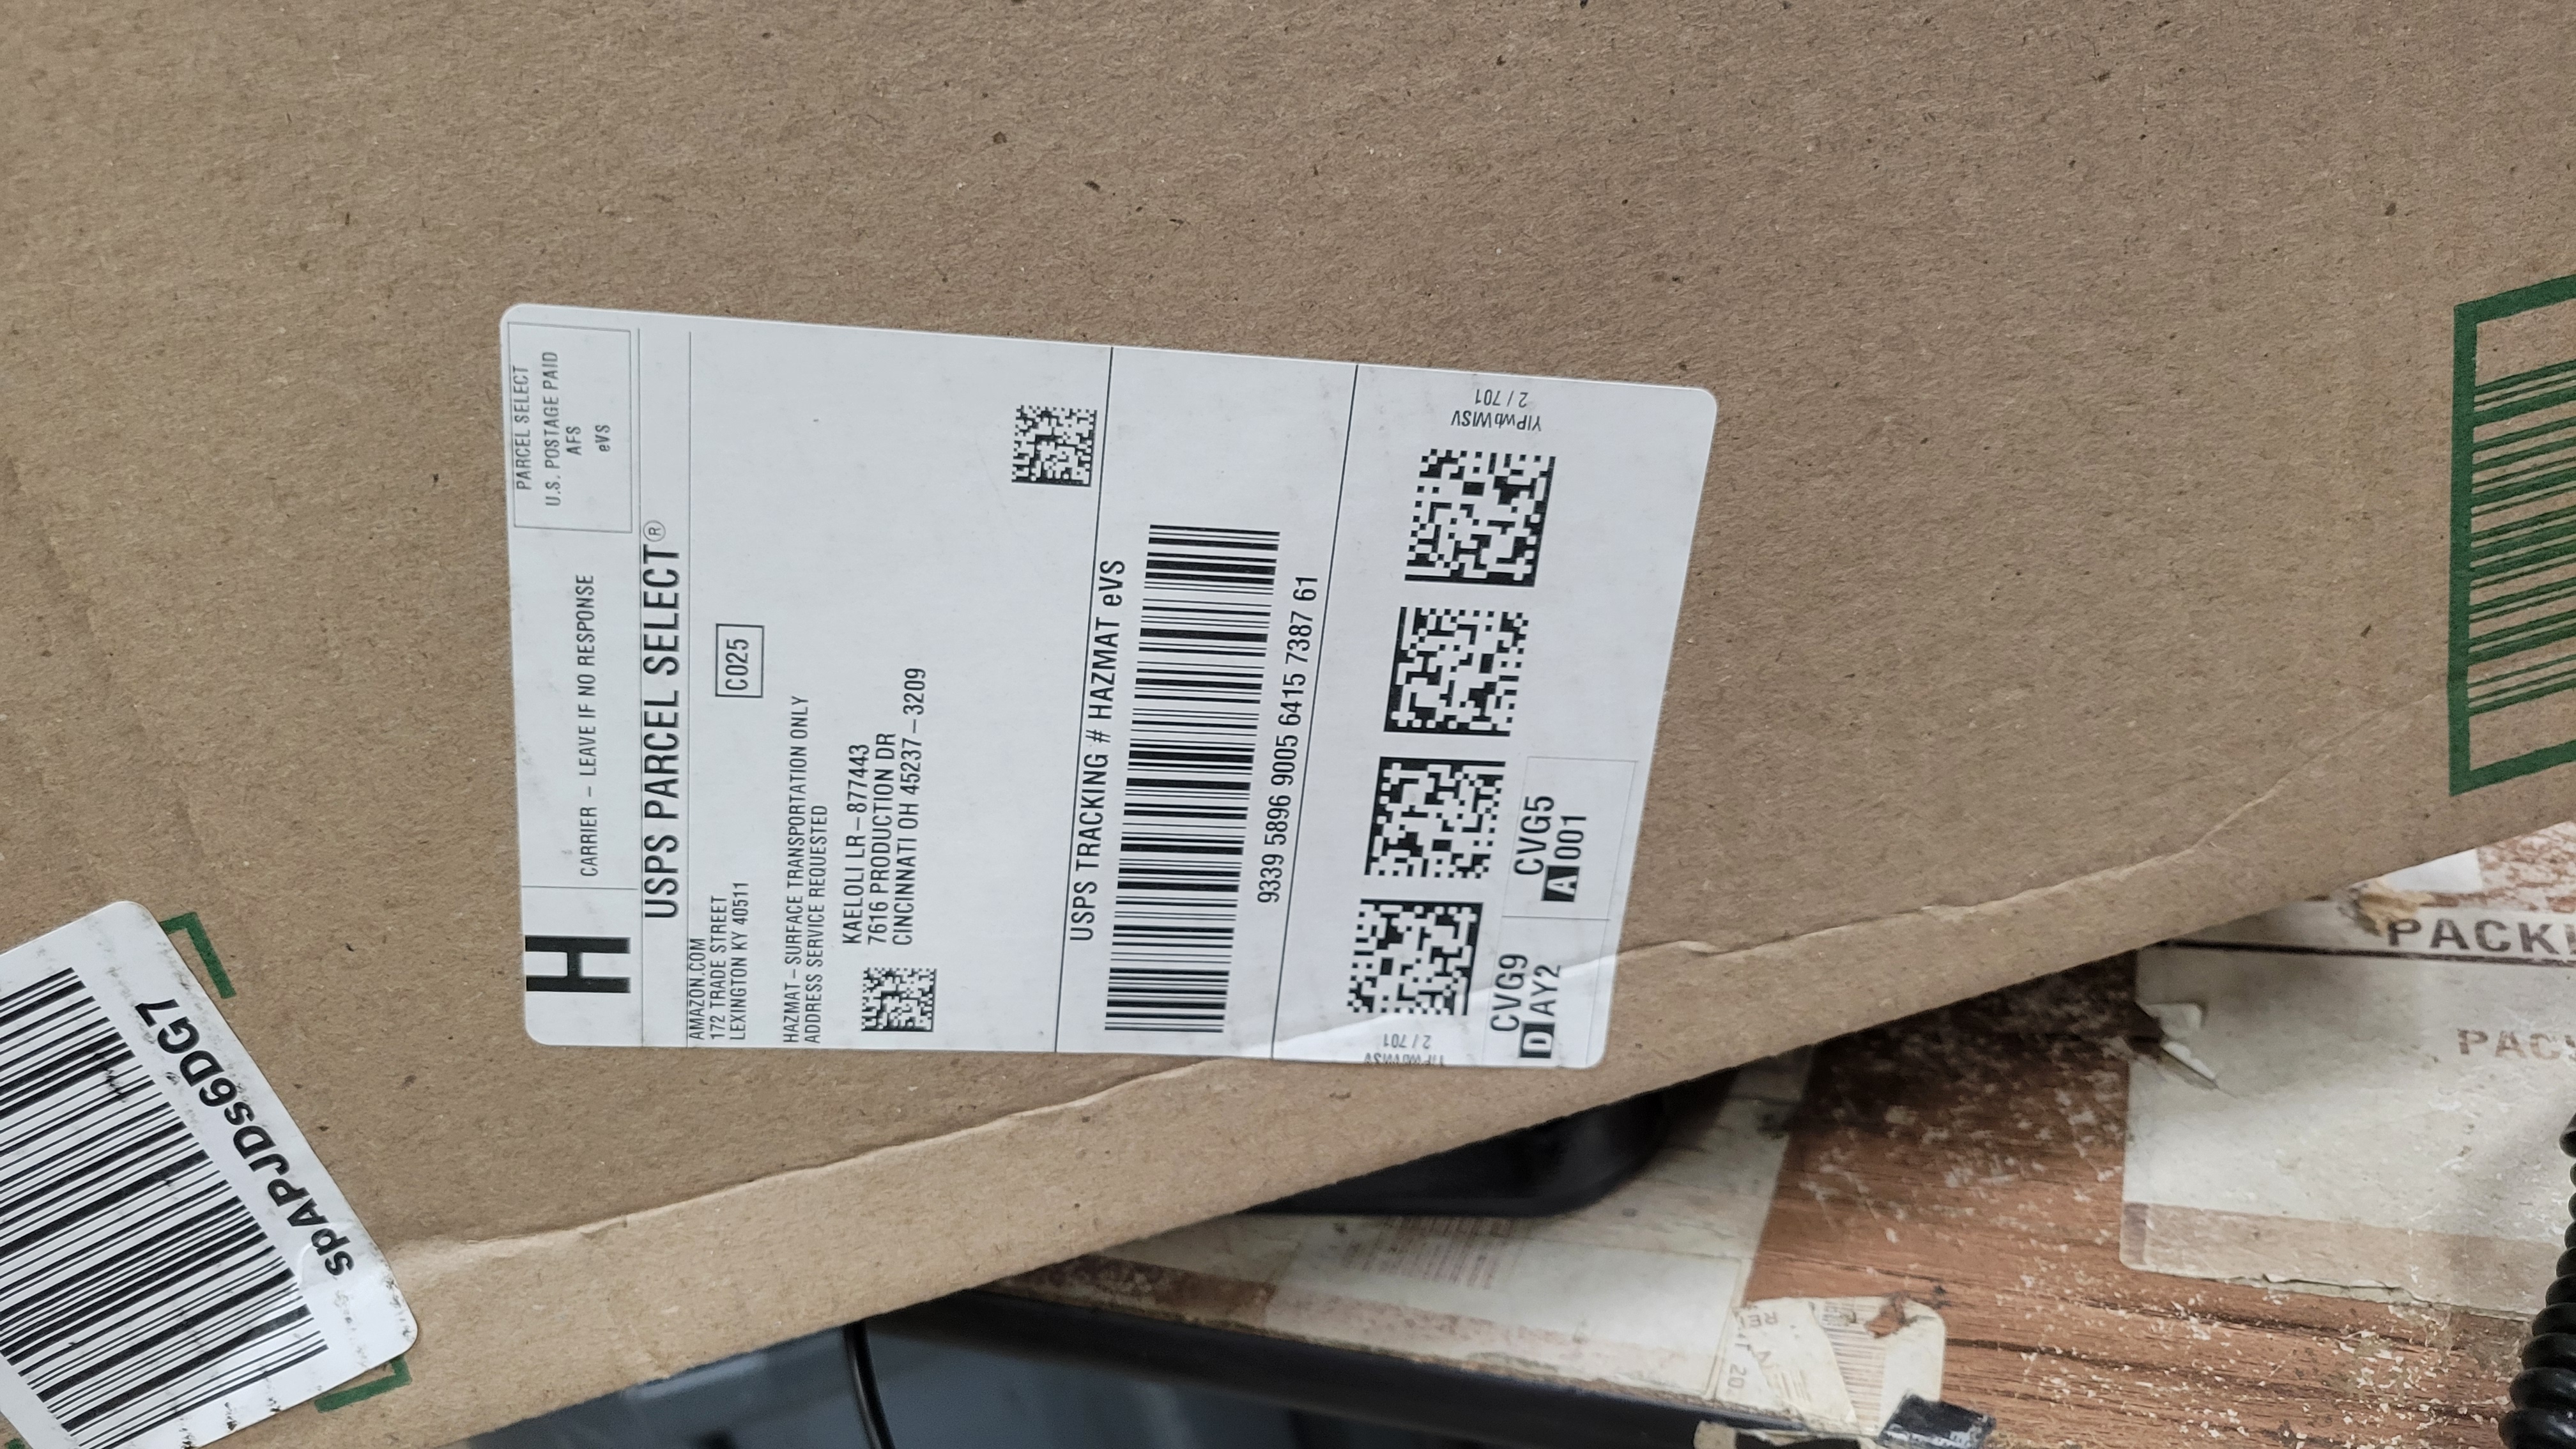 H
CARRIER – LEAVE IF NO RESPONSE
PARCEL SELECT
U.S. POSTAGE PAID
AFS
eVS
USPS PARCEL SELECT®
AMAZON.COM
172 TRADE STREET
LEXINGTON KY 40511
C025
HAZMAT – SURFACE TRANSPORTATION ONLY
ADDRESS SERVICE REQUESTED
KAELOLI LR–877443
7616 PRODUCTION DR
CINCINNATI OH 45237–3209
USPS TRACKING # HAZMAT eVS
9339 5896 9005 6415 7387 61
YIPwbWISV
2 / 701
YIPwbWISV
2 / 701
CVG9
D AY2
CVG5
A 001
spAPJDs6DG7
PACK
PAC